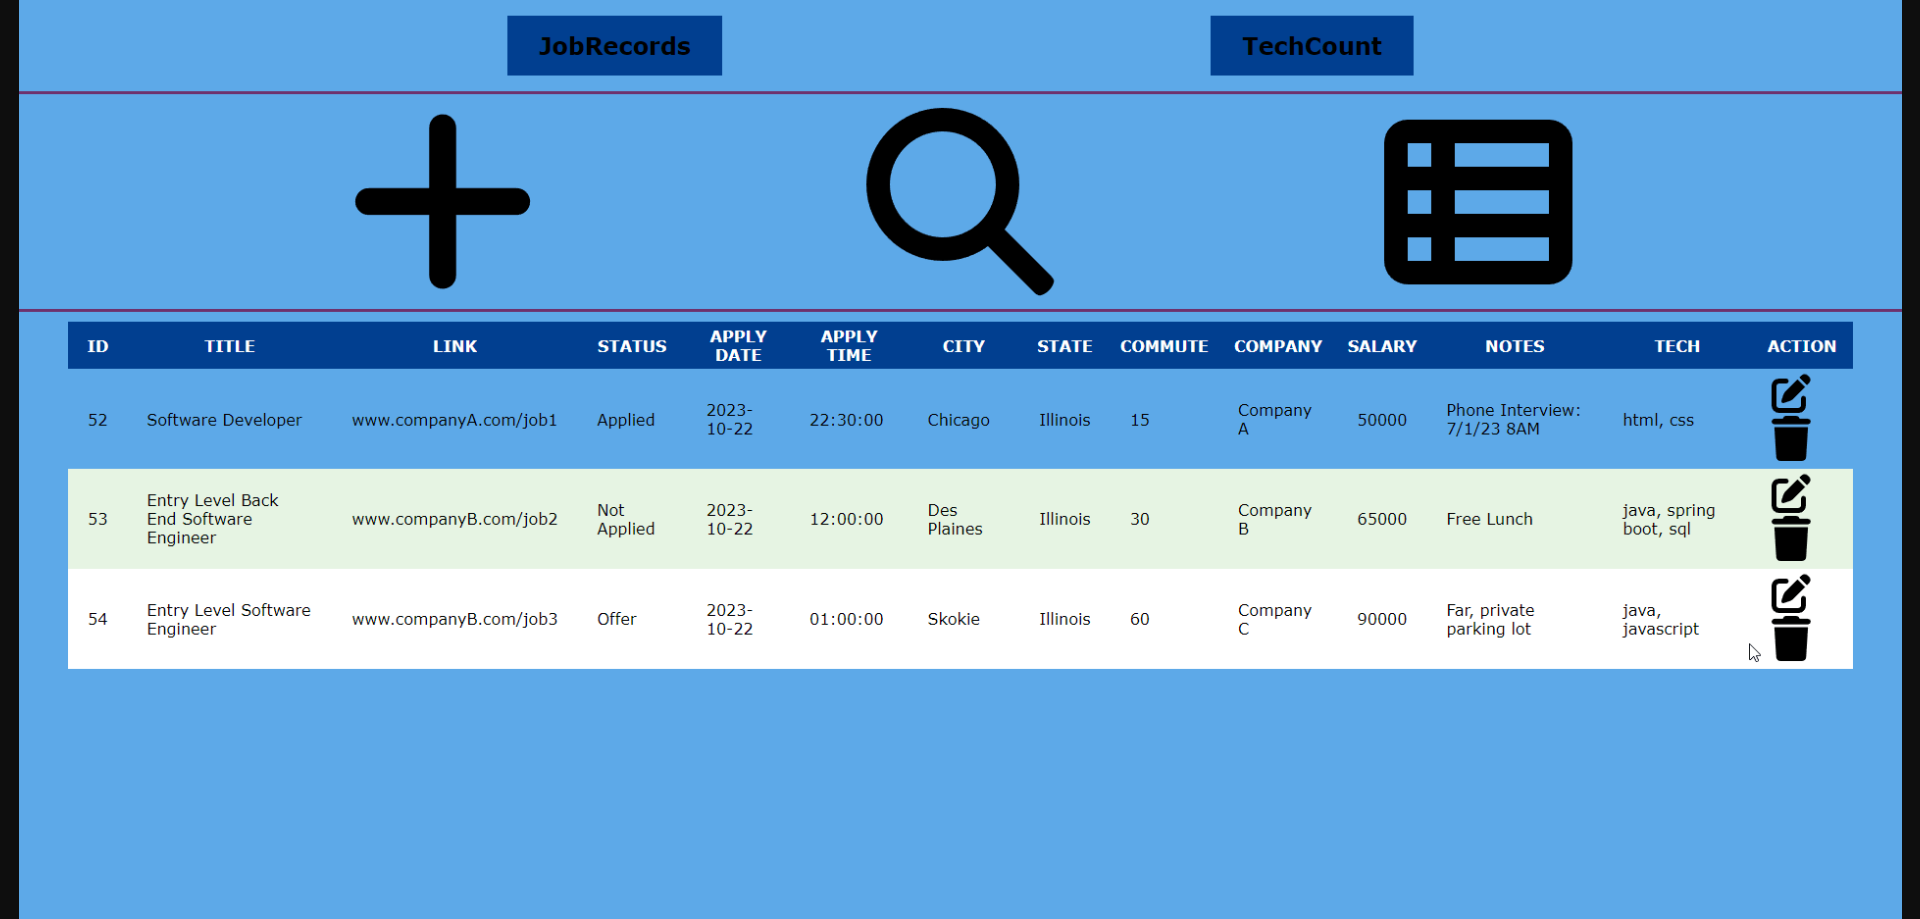 JobRecords TechCount
ID TITLE LINK STATUS APPLY DATE APPLY TIME CITY STATE COMMUTE COMPANY SALARY NOTES TECH ACTION
52 Software Developer www.companyA.com/job1 Applied 2023-10-22 22:30:00 Chicago Illinois 15 Company A 50000 Phone Interview: 7/1/23 8AM html, css
53 Entry Level Back End Software Engineer www.companyB.com/job2 Not Applied 2023-10-22 12:00:00 Des Plaines Illinois 30 Company B 65000 Free Lunch java, spring boot, sql
54 Entry Level Software Engineer www.companyB.com/job3 Offer 2023-10-22 01:00:00 Skokie Illinois 60 Company C 90000 Far, private parking lot java, javascript